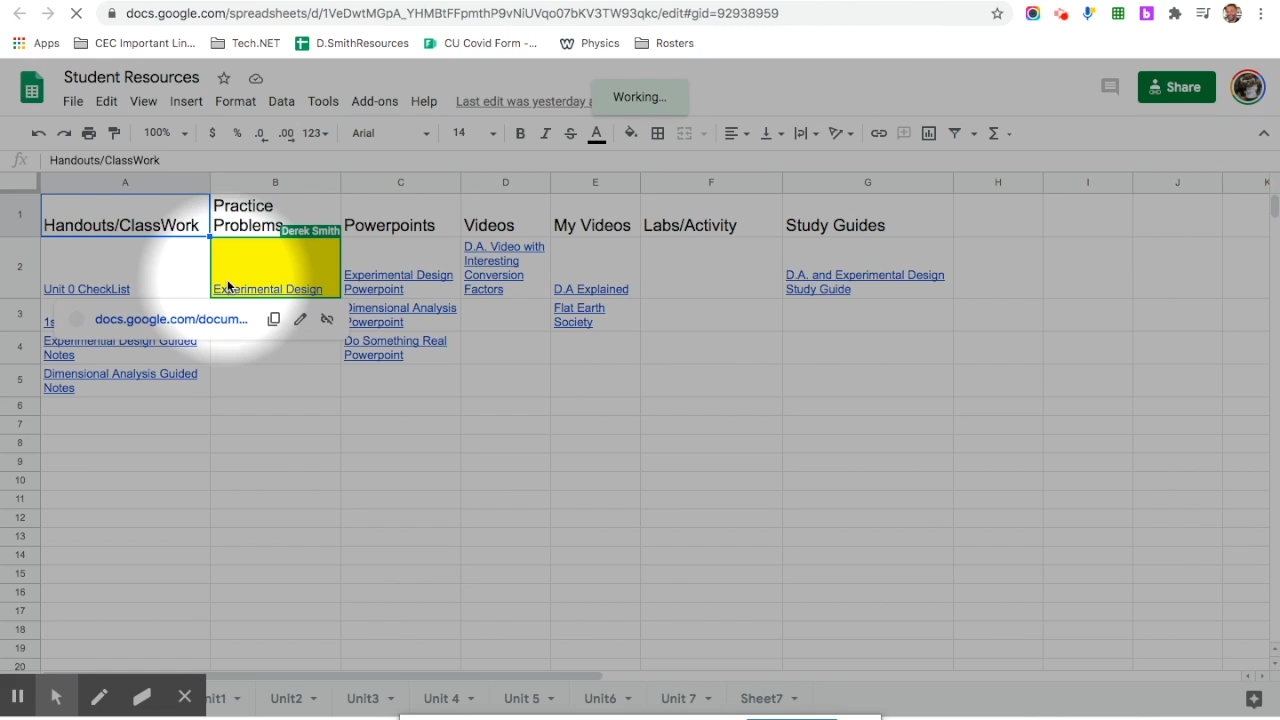 docs.google.com/spreadsheets/d/1VeDwtMGpA_YHMBtFFpmthP9vNiUVqo07bKV3TW93qkc/edit#gid=92938959
Apps CEC Important Lin... Tech.NET D.SmithResources CU Covid Form -... Physics Rosters
Student Resources
Working...
Share
File Edit View Insert Format Data Tools Add-ons Help Last edit was yesterday a
100% $ % .0 .00 123 Arial 14 B I S A
fx Handouts/ClassWork
A B C D E F G H I J K
1 Handouts/ClassWork
Practice
Problems
Powerpoints Videos My Videos Labs/Activity Study Guides
Derek Smith
2 Unit 0 CheckList
Experimental Design
Experimental Design
Powerpoint
D.A. Video with
Interesting
Conversion
Factors
D.A Explained
D.A. and Experimental Design
Study Guide
3 1s
docs.google.com/docum...
Dimensional Analysis
Powerpoint
Flat Earth
Society
4 Experimential Design Guided
Notes
Do Something Real
Powerpoint
5 Dimensional Analysis Guided
Notes
6
7
8
9
10
11
12
13
14
15
16
17
18
19
20
nit1 Unit2 Unit3 Unit 4 Unit 5 Unit6 Unit 7 Sheet7